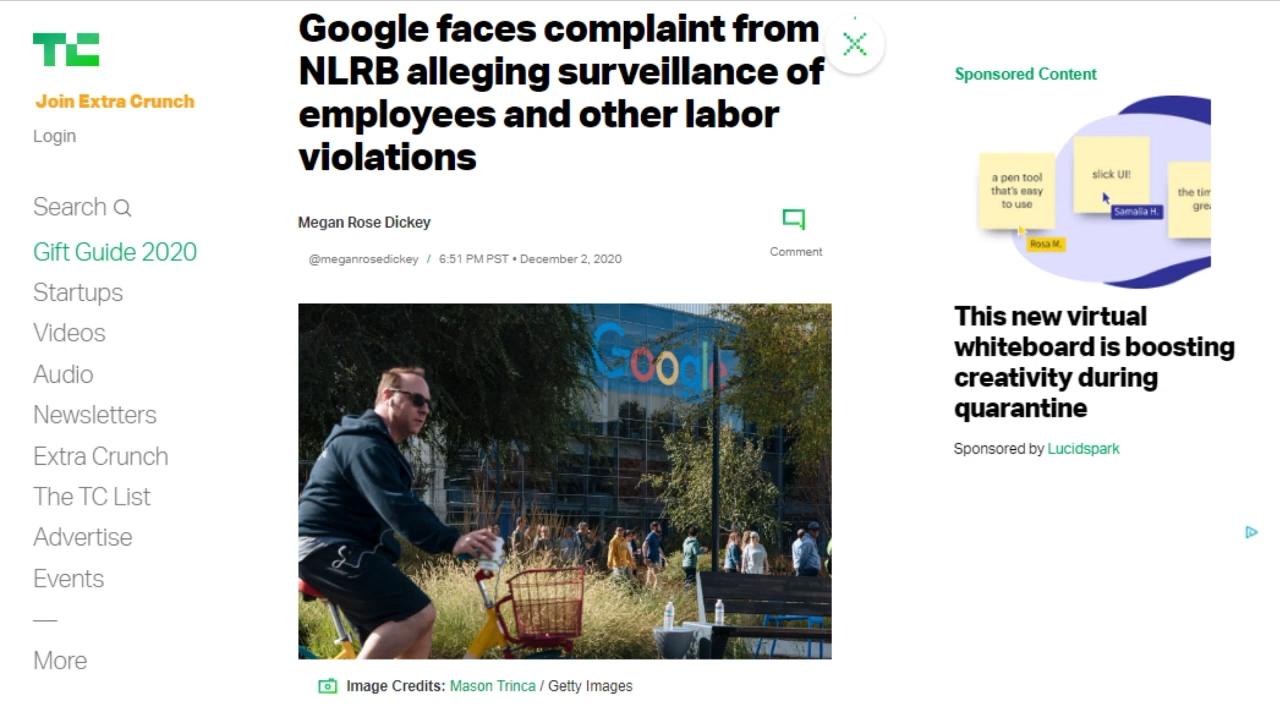 TC
Join Extra Crunch
Login
Search
Gift Guide 2020
Startups
Videos
Audio
Newsletters
Extra Crunch
The TC List
Advertise
Events
—
More
Google faces complaint from
NLRB alleging surveillance of
employees and other labor
violations
Megan Rose Dickey
Comment
@meganrosedickey / 6:51 PM PST • December 2, 2020
Google
Image Credits: Mason Trinca / Getty Images
Sponsored Content
a pen tool
that's easy
to use
Rosa M.
slick UI!
Samalla H.
the
This new virtual
whiteboard is boosting
creativity during
quarantine
Sponsored by Lucidspark